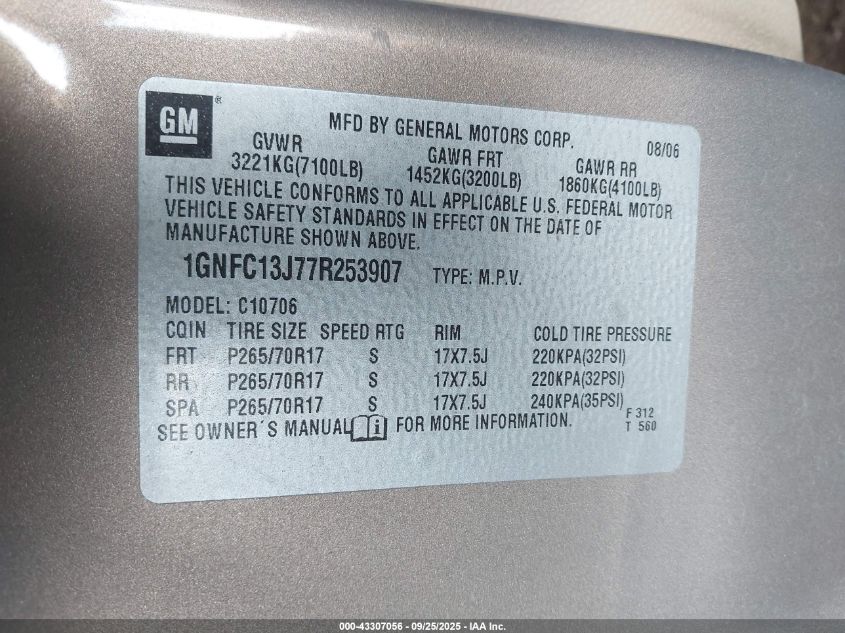 GM®
MFD BY GENERAL MOTORS CORP. 08/06
GVWR GAWR FRT GAWR RR
3221KG(7100LB) 1452KG(3200LB) 1860KG(4100LB)
THIS VEHICLE CONFORMS TO ALL APPLICABLE U.S. FEDERAL MOTOR
VEHICLE SAFETY STANDARDS IN EFFECT ON THE DATE OF
MANUFACTURE SHOWN ABOVE.
1GNFC13J77R253907 TYPE: M.P.V.
MODEL: C10706
CQIN TIRE SIZE SPEED RTG RIM COLD TIRE PRESSURE
FRT P265/70R17 S 17X7.5J 220KPA(32PSI)
RR P265/70R17 S 17X7.5J 220KPA(32PSI)
SPA P265/70R17 S 17X7.5J 240KPA(35PSI)
SEE OWNER´S MANUAL i FOR MORE INFORMATION.
F 312
T 560
000-43307056 - 09/25/2025 - IAA Inc.